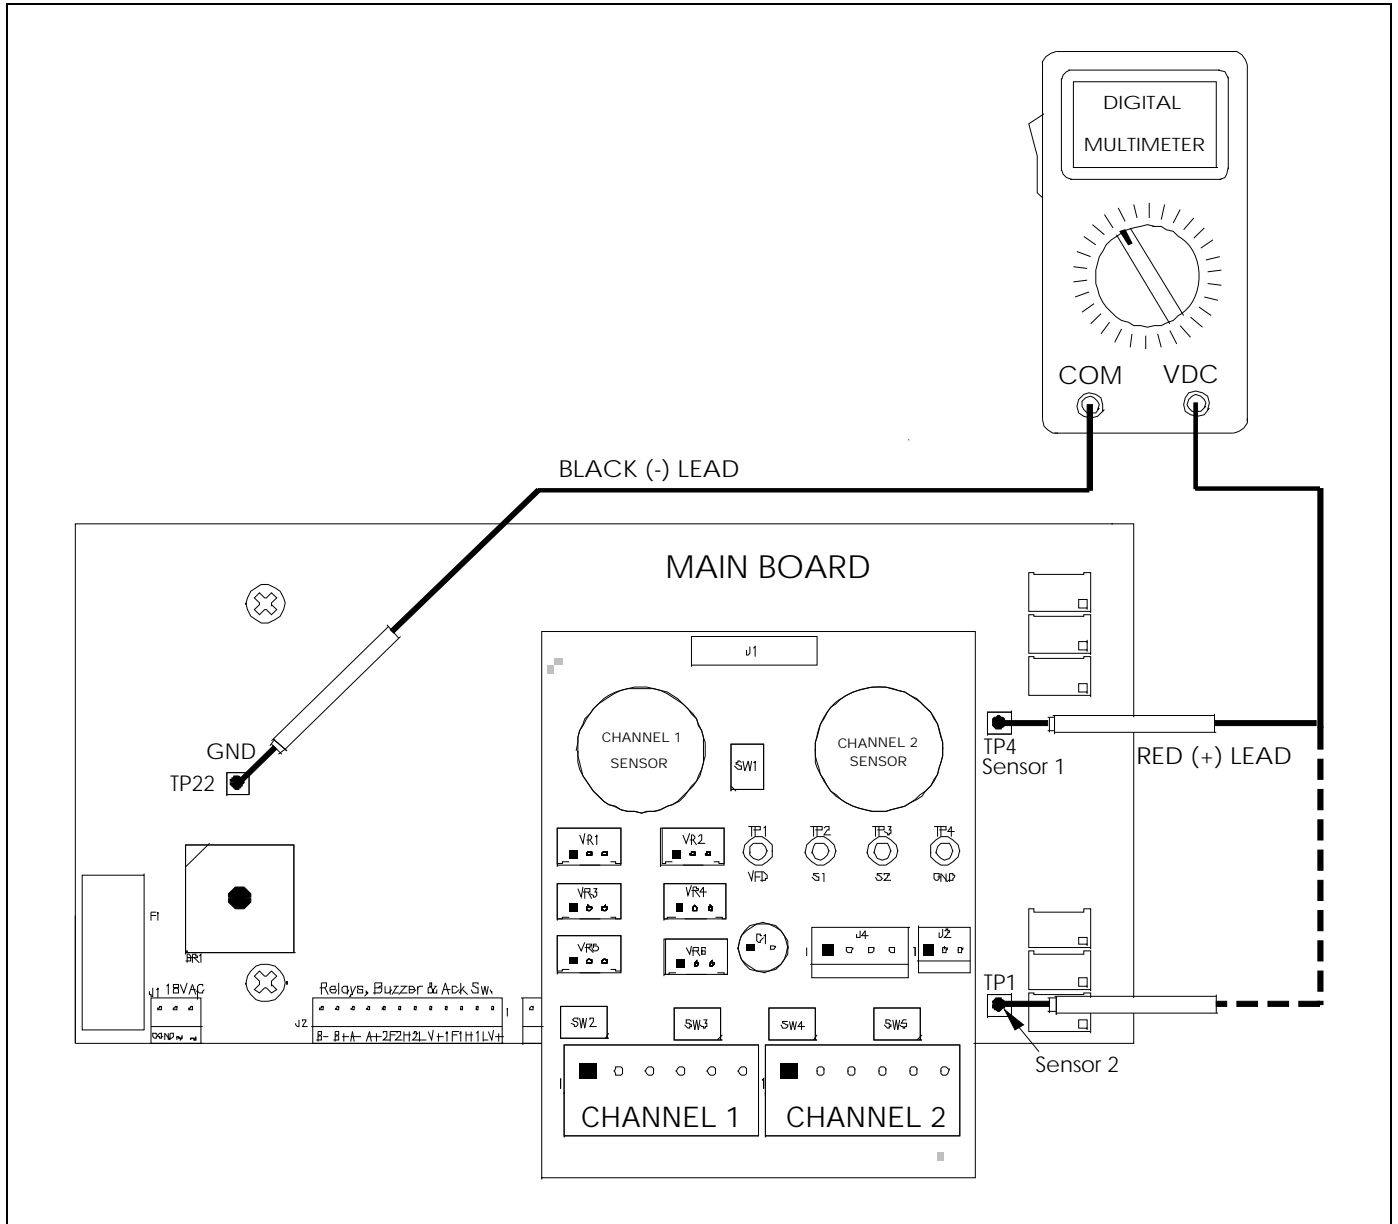 DIGITAL
MULTIMETER
COM
VDC
BLACK (-) LEAD
MAIN BOARD
J1
CHANNEL 1
SENSOR
CHANNEL 2
SENSOR
SW1
GND
TP22
TP4
Sensor 1
RED (+) LEAD
VR1
VR2
TP1
TP2
TP3
TP4
VFD
S1
S2
GND
VR3
VR4
F1
C1
J4
J2
VR5
VR6
BR1
J1 18VAC
Relays, Buzzer & Ack Sw.
TP1
J2
SW2
SW3
SW4
SW5
B- B+A- A+2F2H2LV+1F1H1LV+
Sensor 2
CHANNEL 1
CHANNEL 2